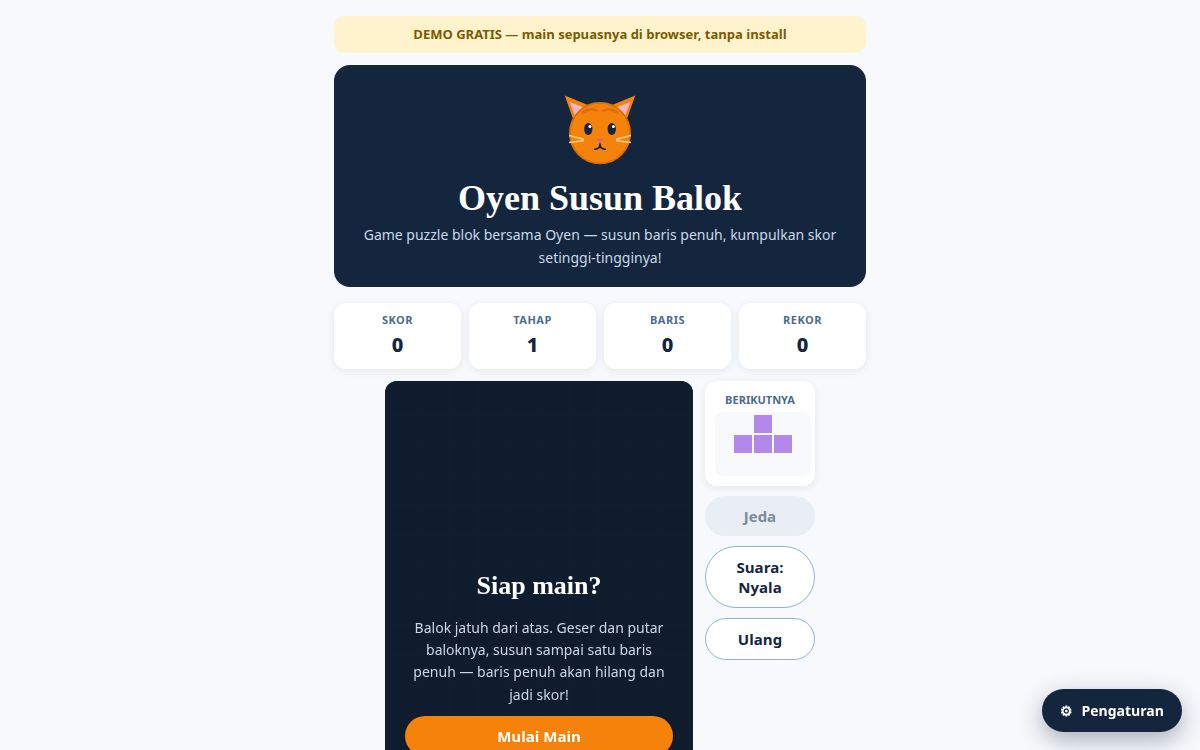 DEMO GRATIS — main sepuasnya di browser, tanpa install
Oyen Susun Balok
Game puzzle blok bersama Oyen — susun baris penuh, kumpulkan skor
setinggi-tingginya!
SKOR
0
TAHAP
1
BARIS
0
REKOR
0
BERIKUTNYA
Jeda
Suara:
Nyala
Ulang
Siap main?
Balok jatuh dari atas. Geser dan putar
baloknya, susun sampai satu baris
penuh — baris penuh akan hilang dan
jadi skor!
Mulai Main
⚙ Pengaturan